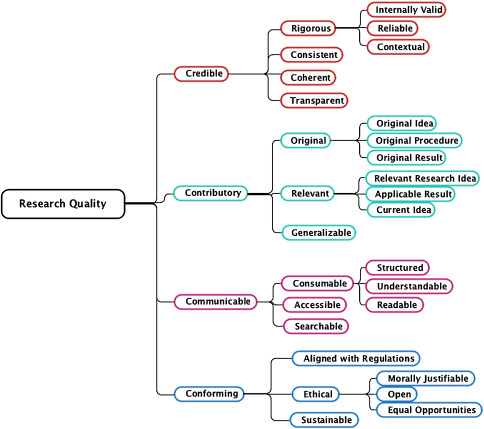 Research Quality
Credible
Rigorous
Internally Valid
Reliable
Contextual
Consistent
Coherent
Transparent
Contributory
Original
Original Idea
Original Procedure
Original Result
Relevant
Relevant Research Idea
Applicable Result
Current Idea
Generalizable
Communicable
Consumable
Structured
Understandable
Readable
Accessible
Searchable
Conforming
Aligned with Regulations
Ethical
Morally Justifiable
Open
Equal Opportunities
Sustainable